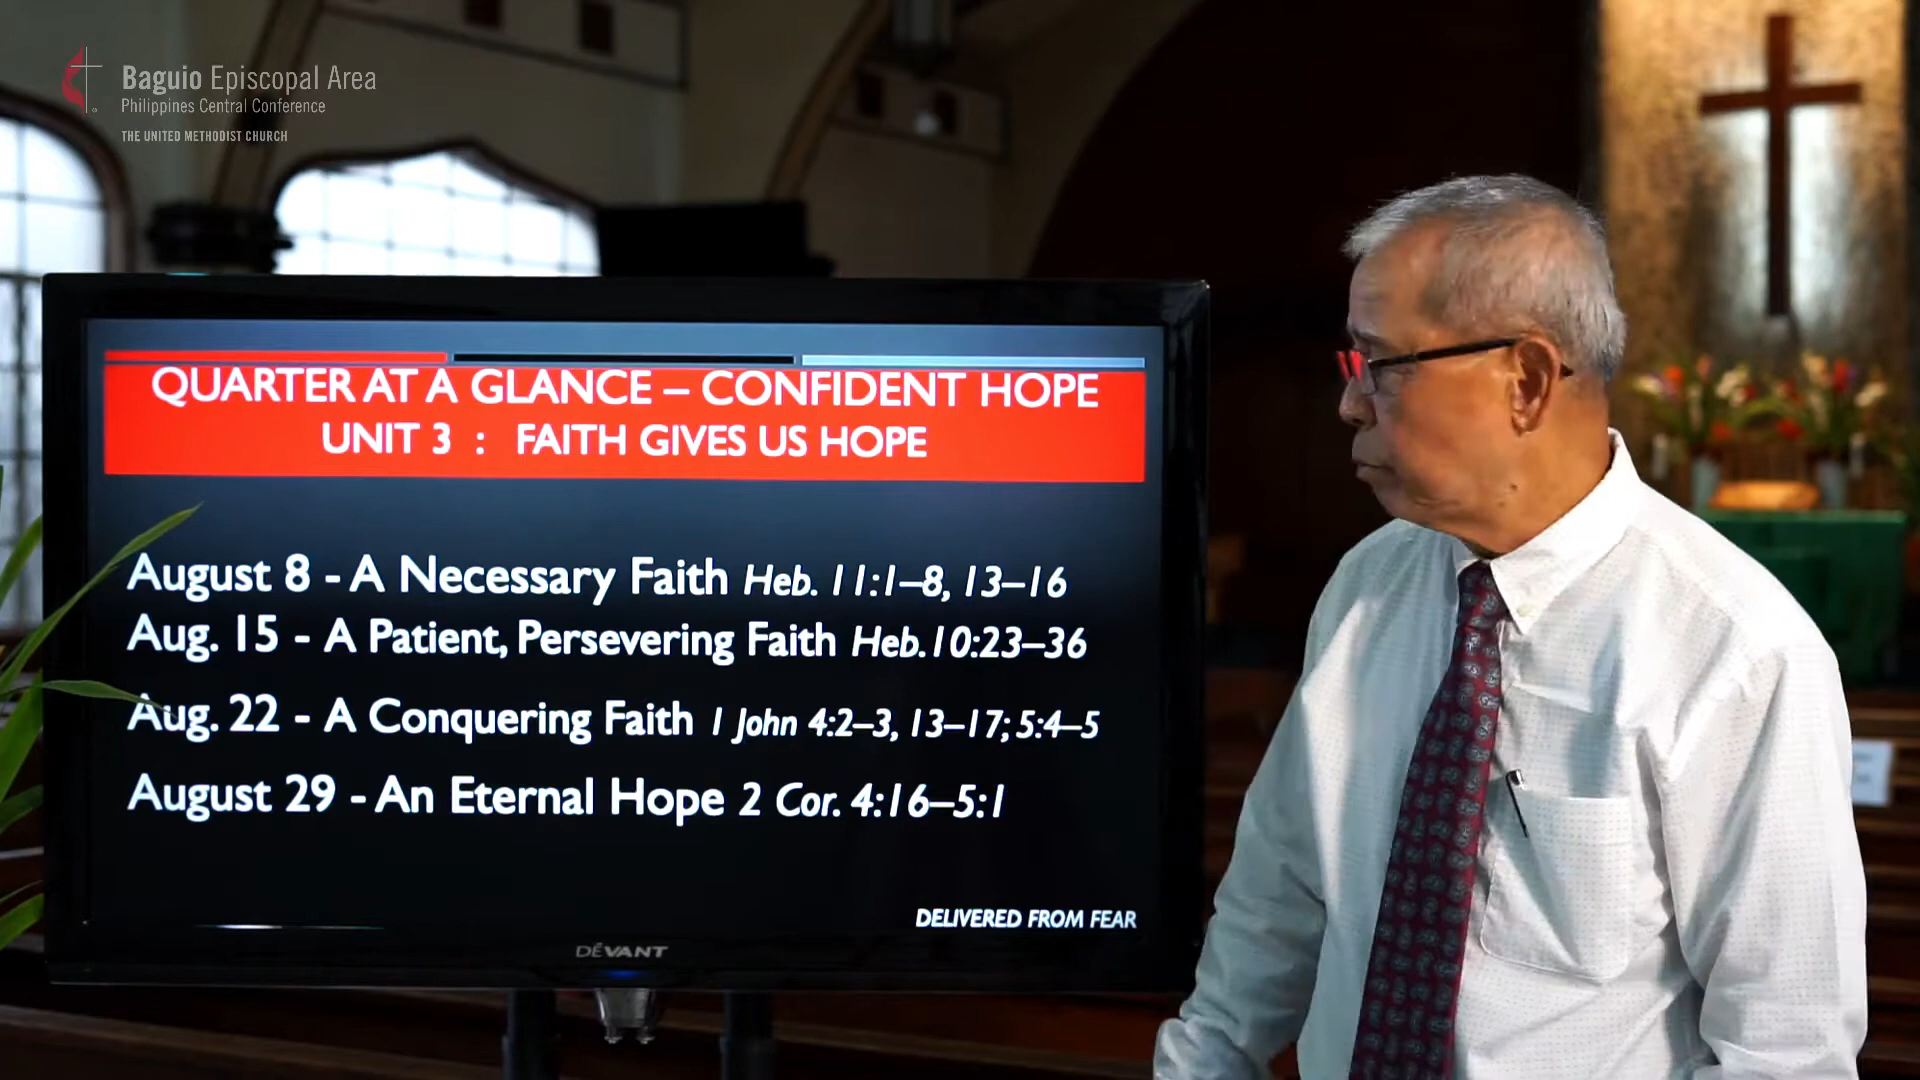 Baguio Episcopal Area
Philippines Central Conference
THE UNITED METHODIST CHURCH
QUARTER AT A GLANCE – CONFIDENT HOPE
UNIT 3 : FAITH GIVES US HOPE
August 8 - A Necessary Faith Heb. 11:1–8, 13–16
Aug. 15 - A Patient, Persevering Faith Heb.10:23–36
Aug. 22 - A Conquering Faith 1 John 4:2–3, 13–17; 5:4–5
August 29 - An Eternal Hope 2 Cor. 4:16–5:1
DELIVERED FROM FEAR
DEVANT